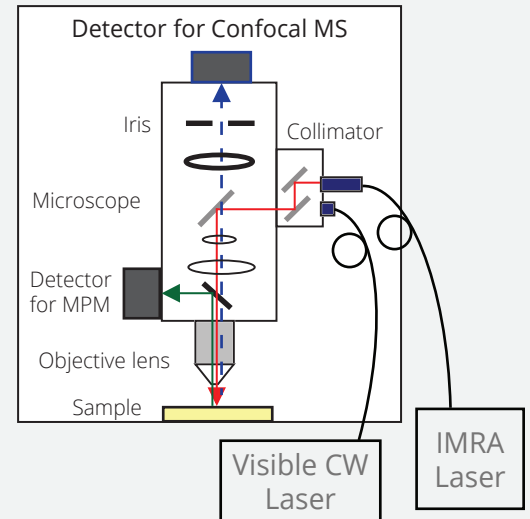 Detector for Confocal MS
Iris
Collimator
Microscope
Detector
for MPM
Objective lens
Sample
Visible CW
Laser
IMRA
Laser